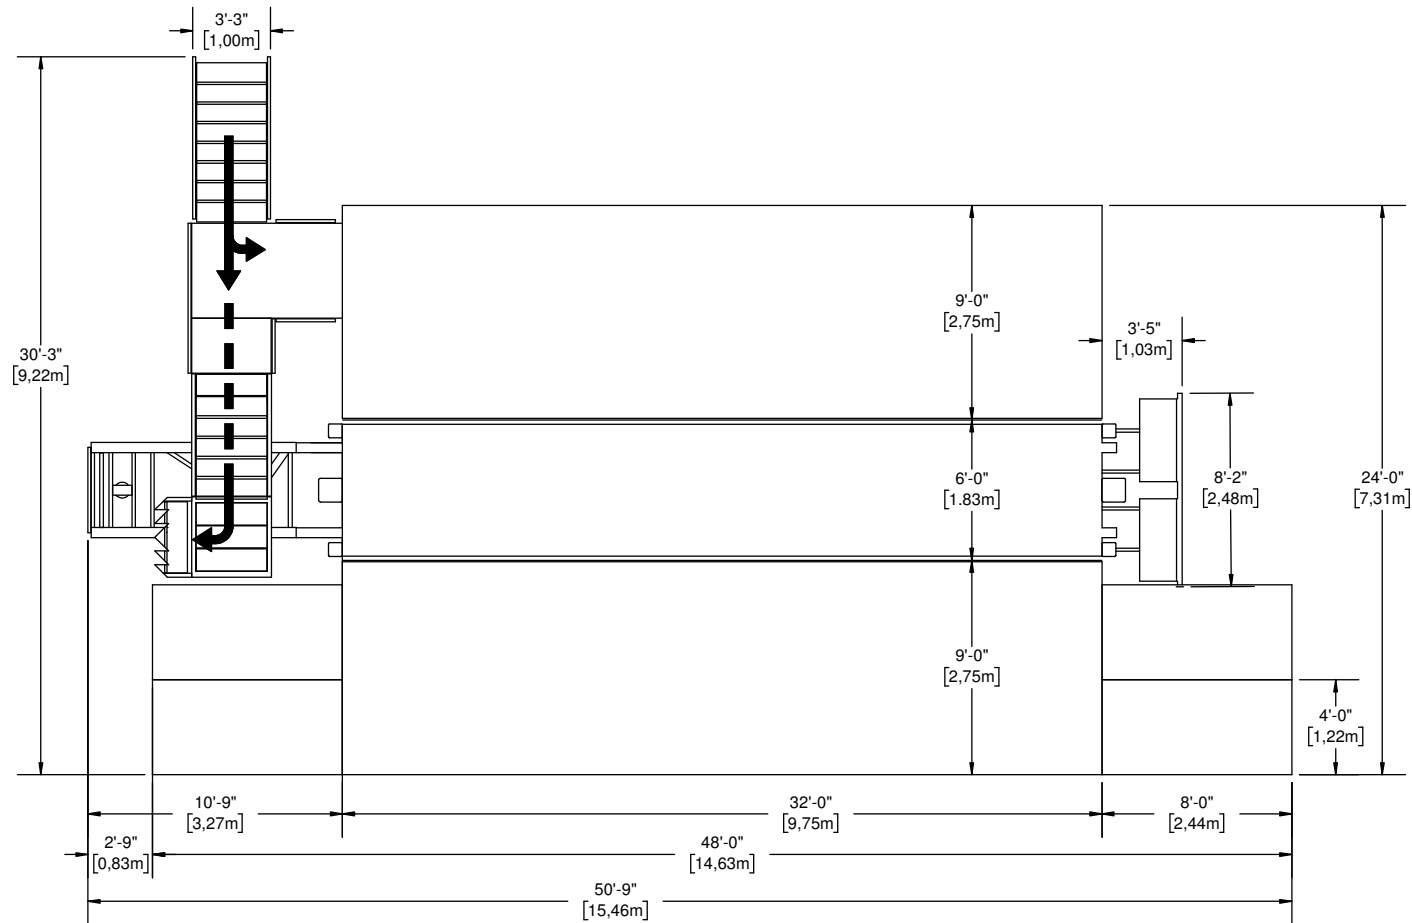 3'-3"
[1,00m]
30'-3"
[9,22m]
9'-0"
[2,75m]
3'-5"
[1,03m]
6'-0"
[1.83m]
8'-2"
[2,48m]
24'-0"
[7,31m]
9'-0"
[2,75m]
4'-0"
[1,22m]
10'-9"
[3,27m]
32'-0"
[9,75m]
8'-0"
[2,44m]
2'-9"
[0,83m]
48'-0"
[14,63m]
50'-9"
[15,46m]